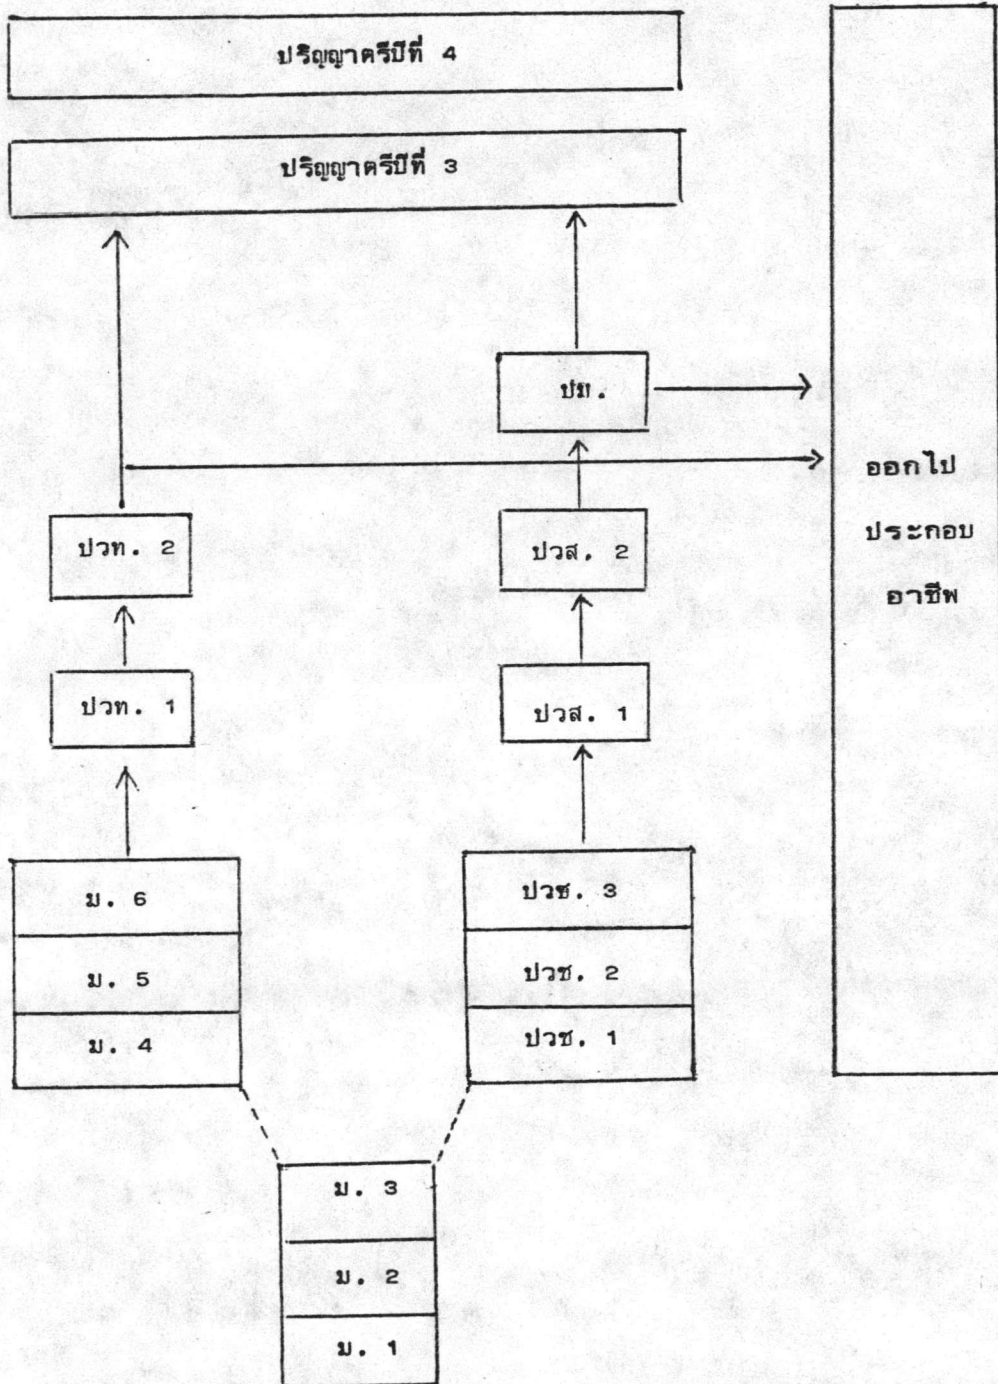 ปริญญาตรีปีที่ 4
ปริญญาตรีปีที่ 3
ปม.
ออกไป
ประกอบ
อาชีพ
ปวท. 2
ปวส. 2
ปวท. 1
ปวส. 1
ม. 6
ปวช. 3
ม. 5
ปวช. 2
ม. 4
ปวช. 1
ม. 3
ม. 2
ม. 1